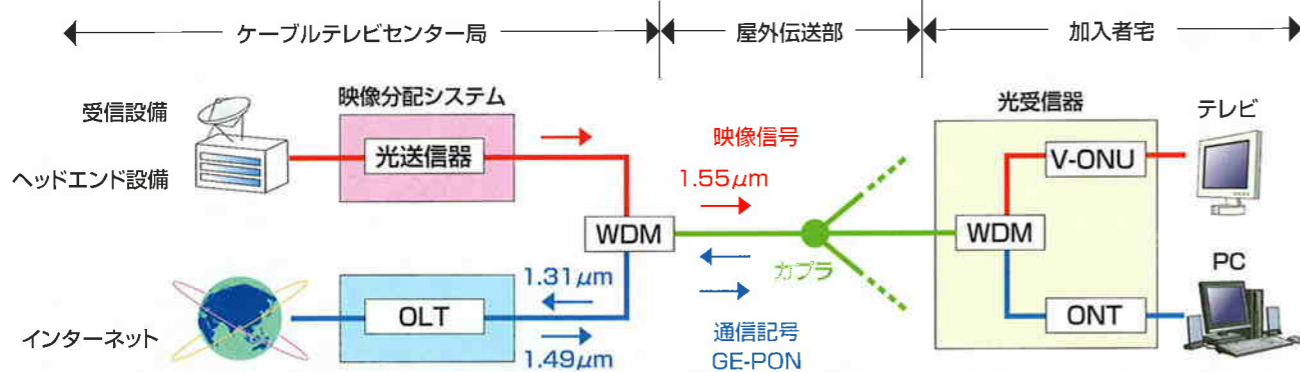 ケーブルテレビセンター局
屋外伝送部
加入者宅
受信設備
ヘッドエンド設備
映像分配システム
光送信器
映像信号
1.55μm
WDM
カプラ
光受信器
V-ONU
テレビ
WDM
ONT
PC
インターネット
OLT
1.31μm
1.49μm
通信記号
GE-PON